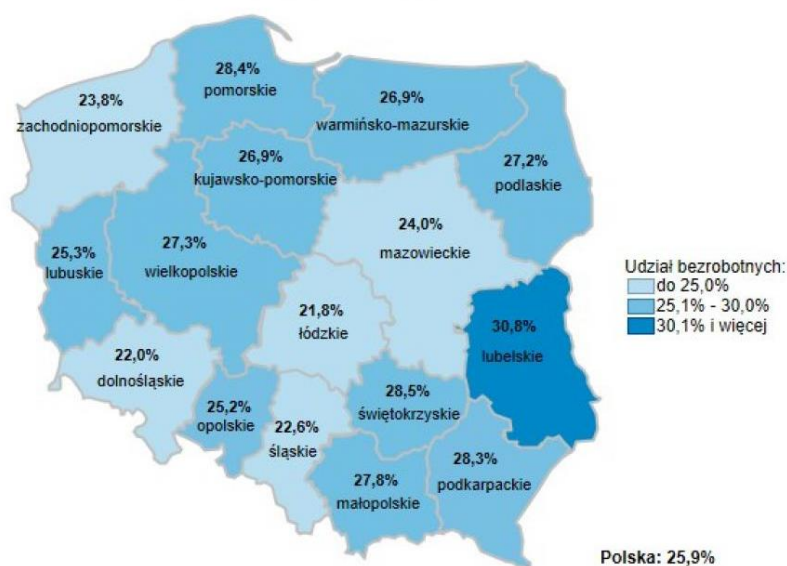 28,4%
pomorskie
23,8%
zachodniopomorskie
26,9%
warmińsko-mazurskie
26,9%
kujawsko-pomorskie
27,2%
podlaskie
24,0%
mazowieckie
25,3%
lubuskie
27,3%
wielkopolskie
Udział bezrobotnych:
do 25,0%
25,1% - 30,0%
30,1% i więcej
21,8%
łódzkie
30,8%
lubelskie
22,0%
dolnośląskie
25,2%
opolskie
22,6%
śląskie
28,5%
świętokrzyskie
27,8%
małopolskie
28,3%
podkarpackie
Polska: 25,9%